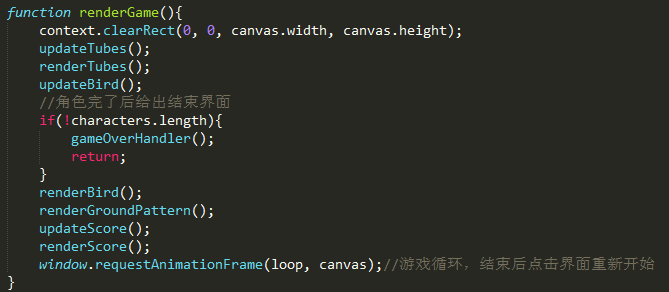 function renderGame(){
context.clearRect(0, 0, canvas.width, canvas.height);
updateTubes();
renderTubes();
updateBird();
//角色完了后给出结束界面
if(!characters.length){
gameOverHandler();
return;
}
renderBird();
renderGroundPattern();
updateScore();
renderScore();
window.requestAnimationFrame(loop, canvas);//游戏循环，结束后点击界面重新开始
}